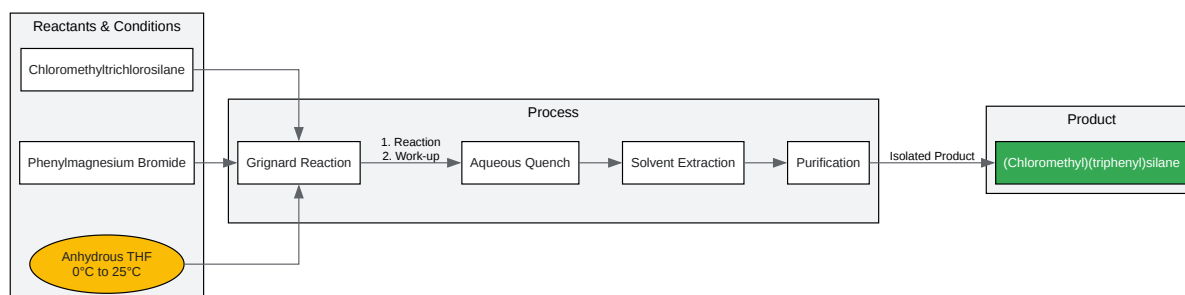 Reactants & Conditions
Chloromethyltrichlorosilane
Phenylmagnesium Bromide
Anhydrous THF
0°C to 25°C
Process
Grignard Reaction
1. Reaction
2. Work-up
Aqueous Quench
Solvent Extraction
Purification
Isolated Product
Product
(Chloromethyl)(triphenyl)silane